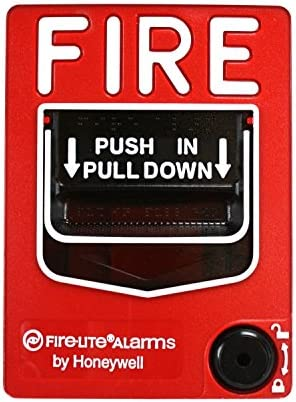 FIRE
PUSH IN
PULL DOWN
FIRE•LITE®ALARMS
by Honeywell